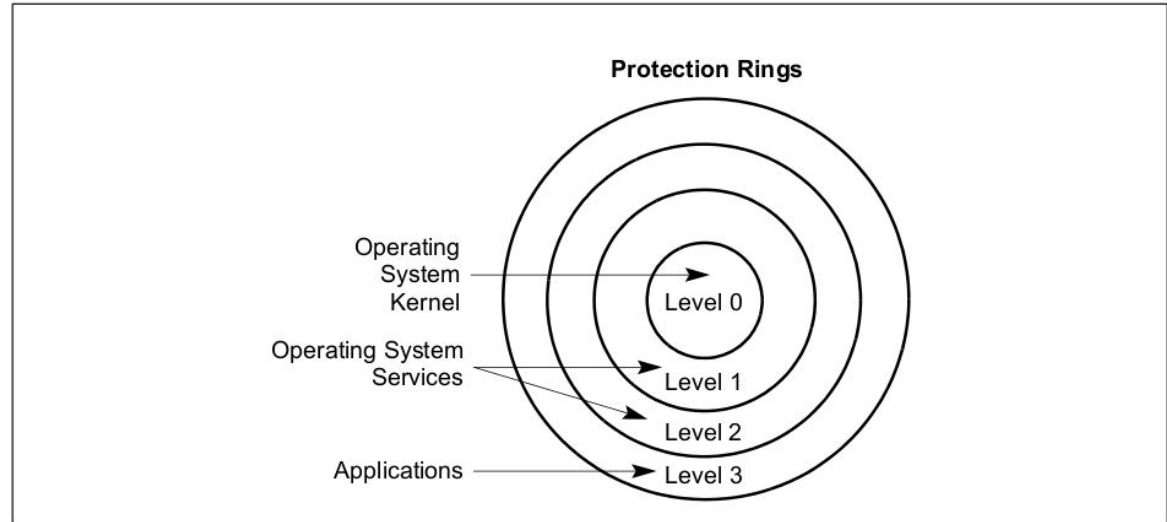 Protection Rings
Operating
System
Kernel
Level 0
Operating System
Services
Level 1
Level 2
Applications
Level 3